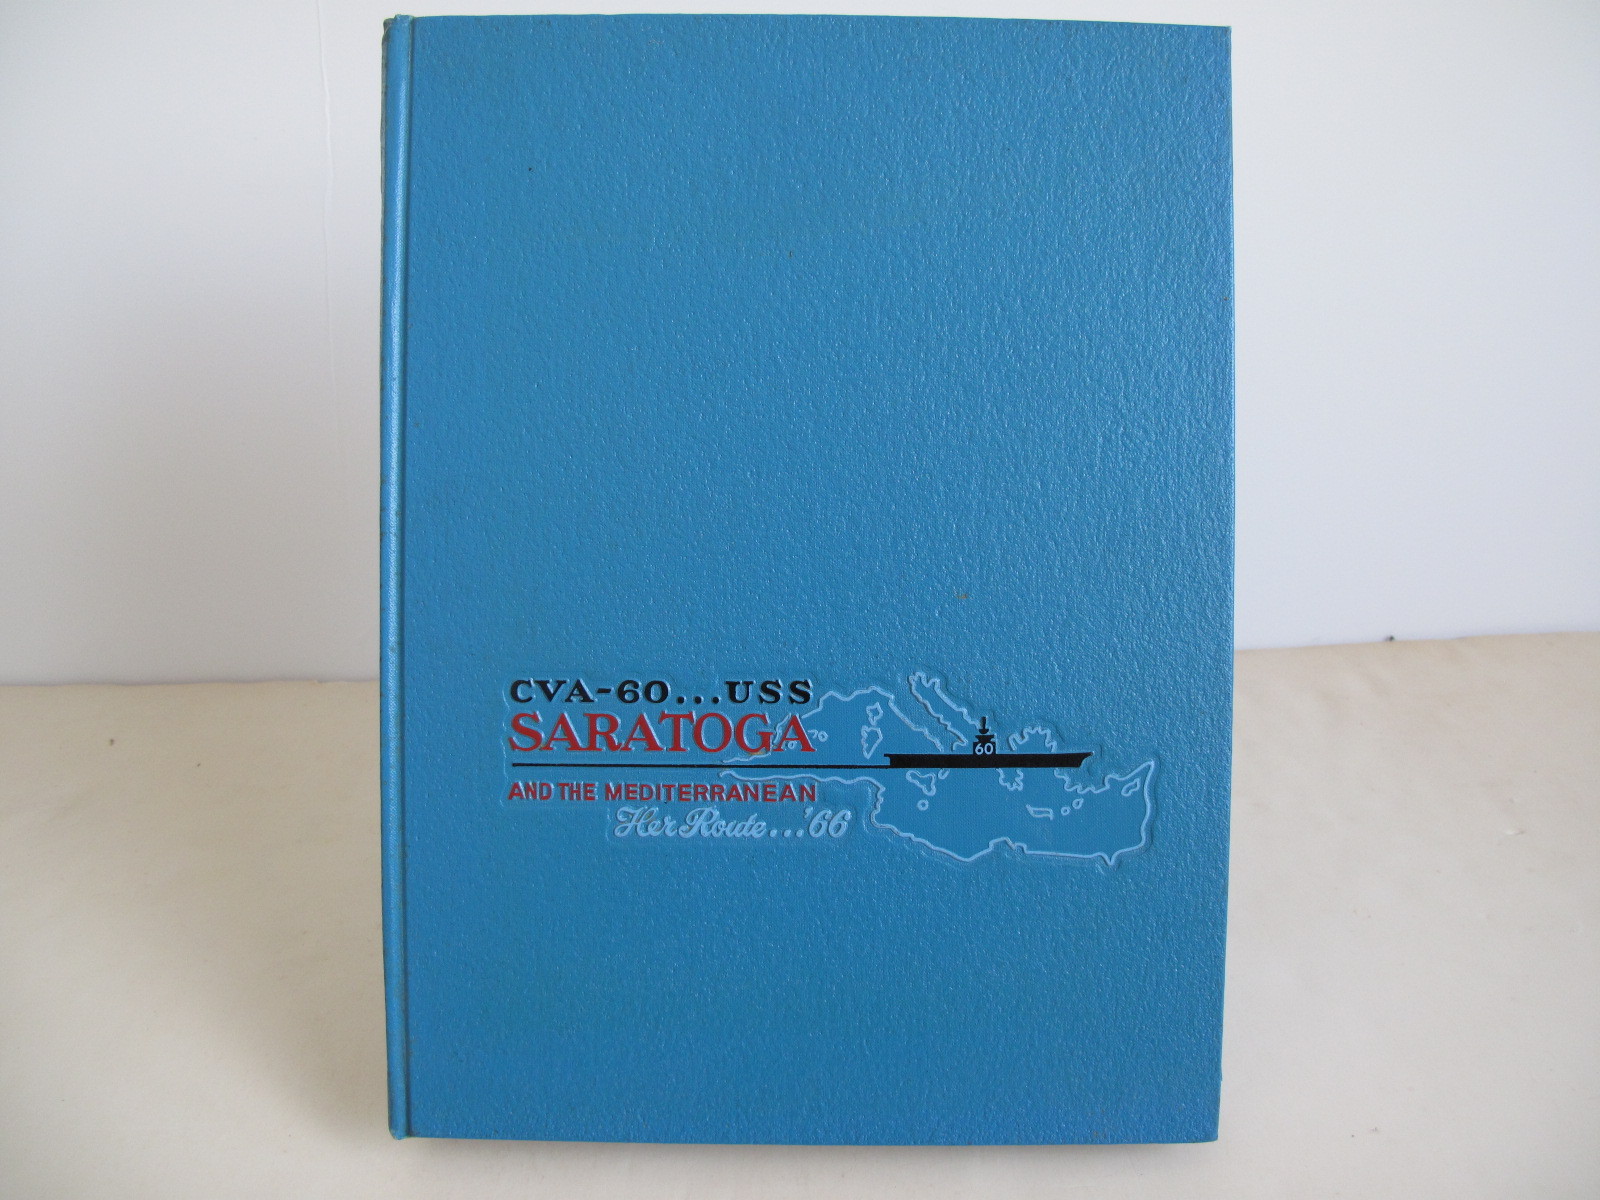 CVA-60...USS
SARATOGA
60
AND THE MEDITERRANEAN
Her Route...'66